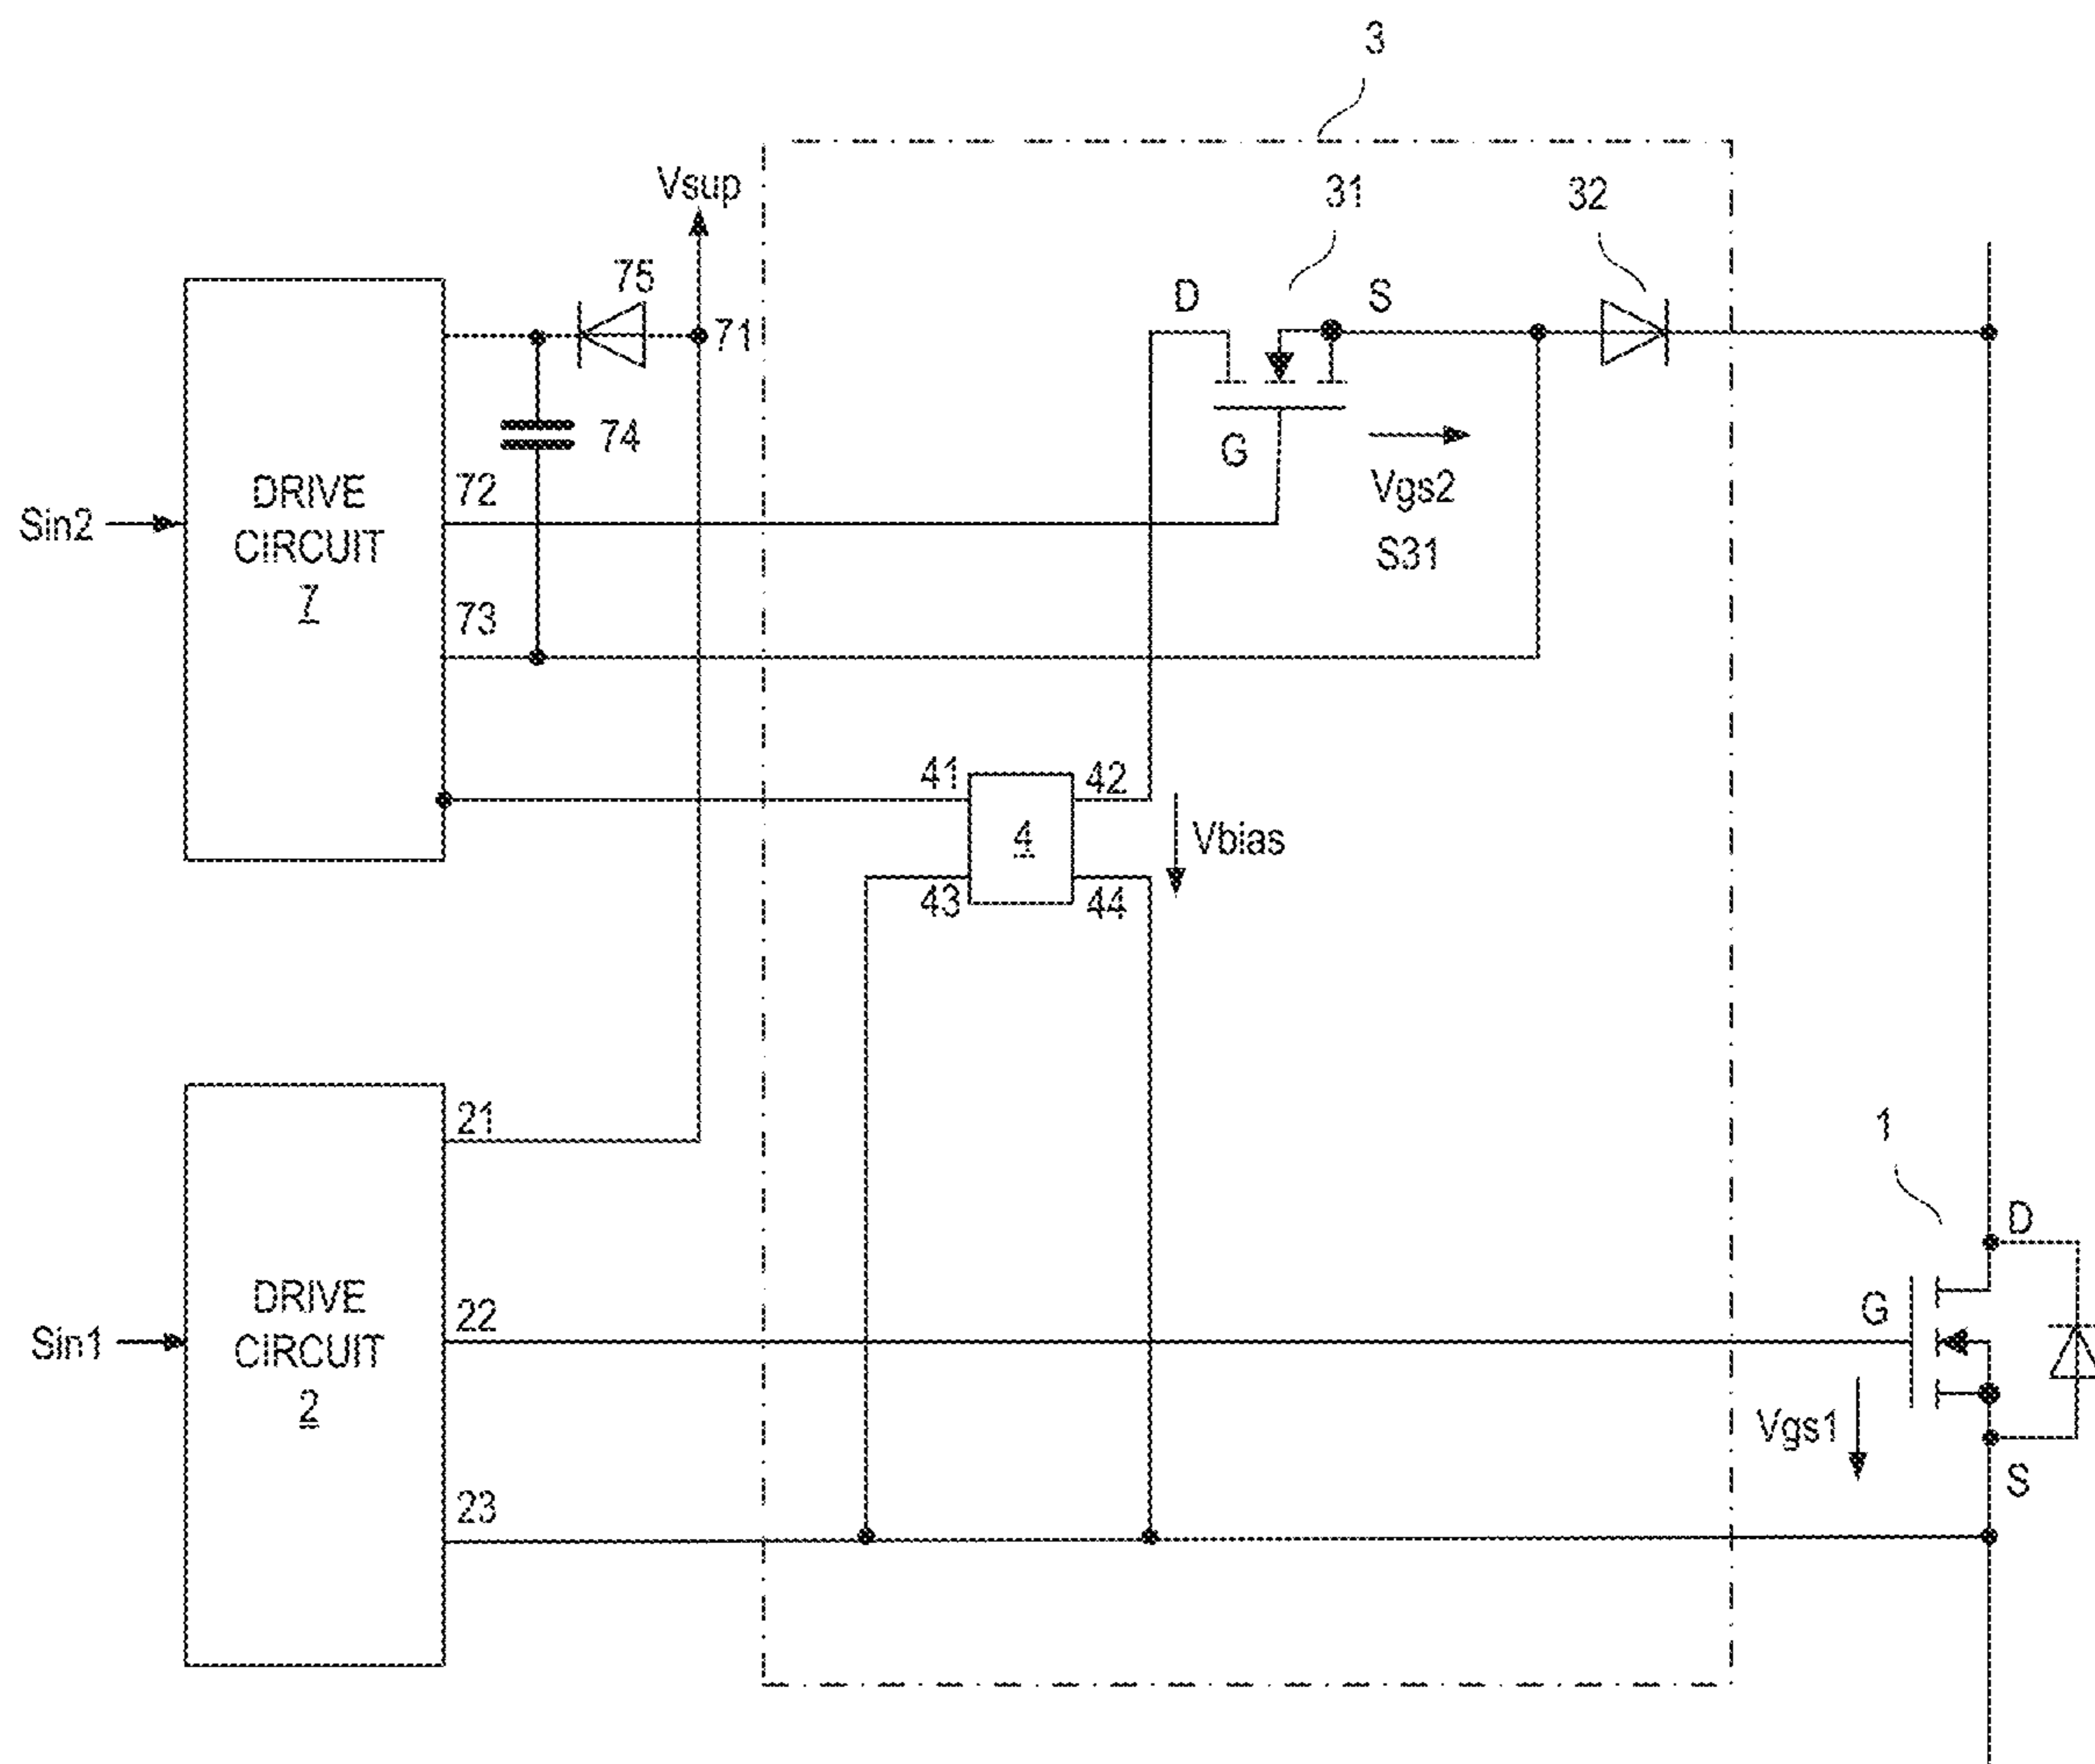 3
Vsup
31
32
75
D
S
71
74
G
72
Vgs2
DRIVE
CIRCUIT
7
Sin2
S31
73
41
42
4
Vbias
43
44
21
1
D
DRIVE
CIRCUIT
2
22
G
Sin1
Vgs1
S
23